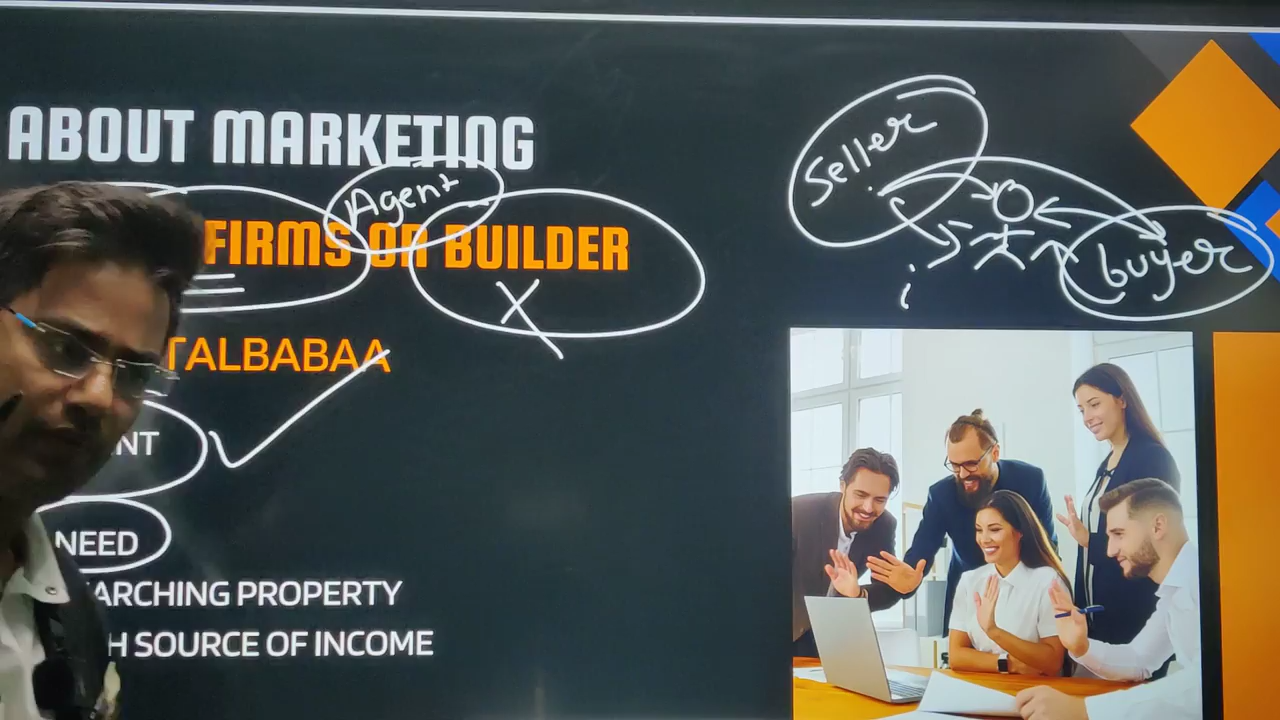 ABOUT MARKETING
Agent
FIRMS OR BUILDER
X
TALBABAA
NT
NEED
ARCHING PROPERTY
H SOURCE OF INCOME
Seller
buyer
i